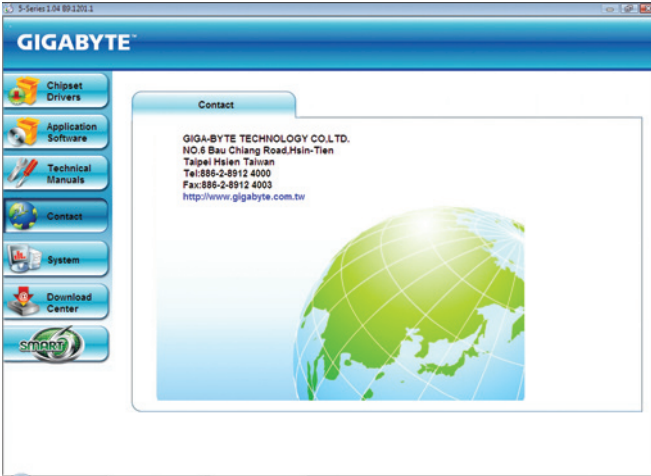 5-Series 1.04 B9.1201.1
GIGABYTE™
Chipset
Drivers
Application
Software
Technical
Manuals
Contact
System
Download
Center
SMART
Contact
GIGA-BYTE TECHNOLOGY CO.LTD.
NO.6 Bau Chiang Road,Hsin-Tien
Taipei Hsien Taiwan
Tel:886-2-8912 4000
Fax:886-2-8912 4003
http://www.gigabyte.com.tw